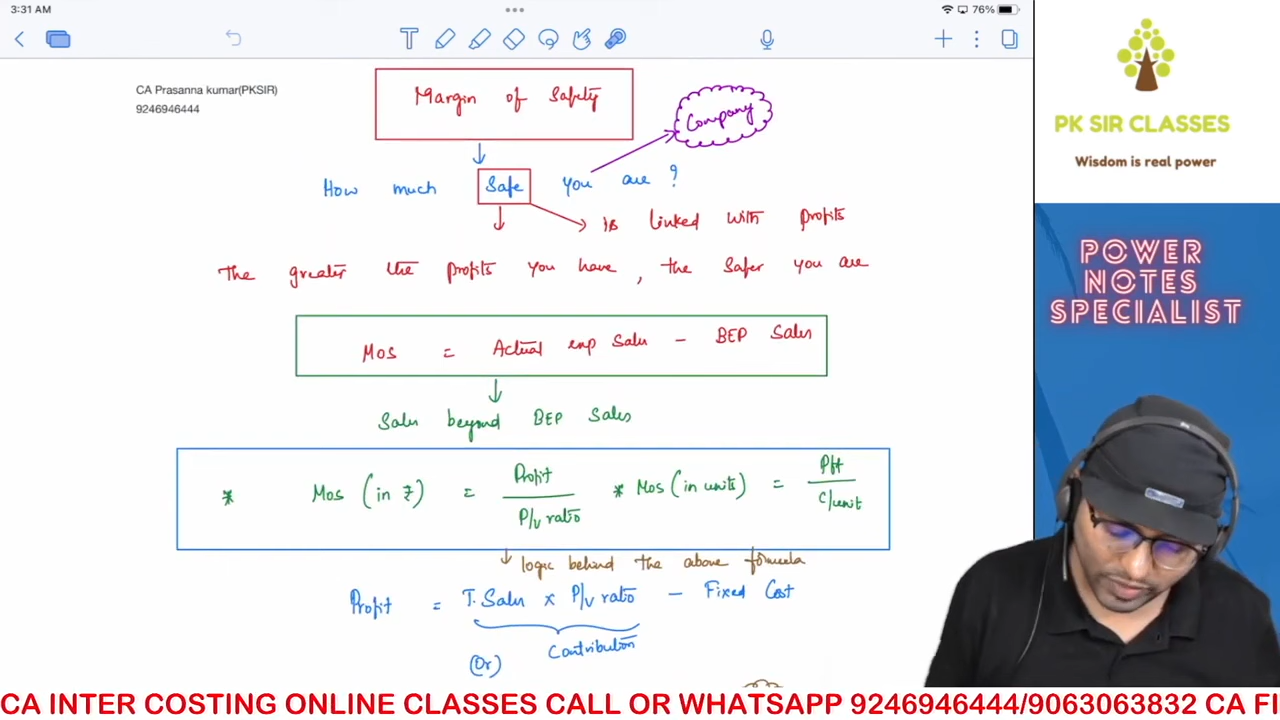 3:31 AM
76%
CA Prasanna kumar(PKSIR)
9246946444
Margin of Safety
Company
How much Safe you are ?
is linked with profits
The greater the profits you have, the safer you are
MOS = Actual exp Sales - BEP Sales
Sales beyond BEP Sales
* MOS (in ₹) = Profit / P/V ratio * MOS (in units) = Pft / C/unit
logic behind the above formula
Profit = T. Sales x P/V ratio - Fixed Cost
Contribution
(Or)
PK SIR CLASSES
Wisdom is real power
POWER
NOTES
SPECIALIST
CA INTER COSTING ONLINE CLASSES CALL OR WHATSAPP 9246946444/9063063832 CA FI